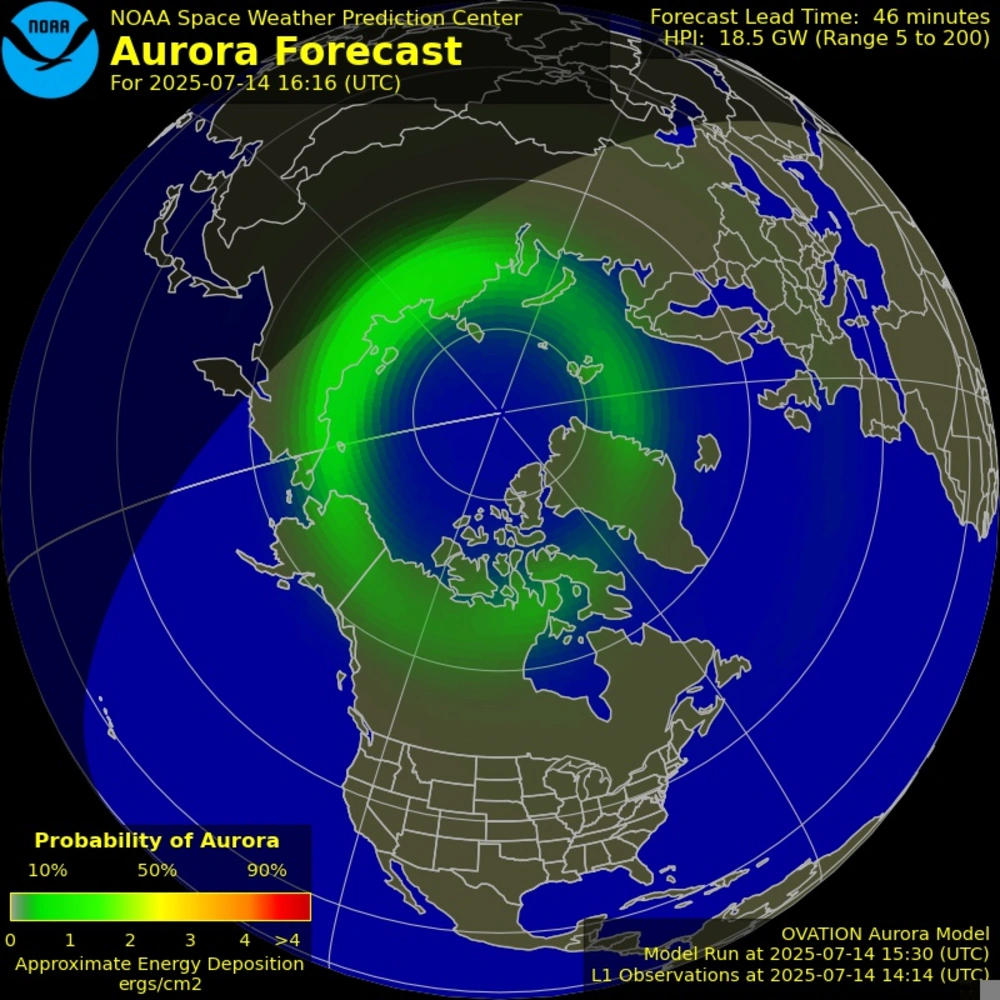 NOAA
NOAA Space Weather Prediction Center
Aurora Forecast
For 2025-07-14 16:16 (UTC)
Forecast Lead Time: 46 minutes
HPI: 18.5 GW (Range 5 to 200)
Probability of Aurora
10% 50% 90%
0 1 2 3 4 >4
Approximate Energy Deposition
ergs/cm2
OVATION Aurora Model
Model Run at 2025-07-14 15:30 (UTC)
L1 Observations at 2025-07-14 14:14 (UTC)